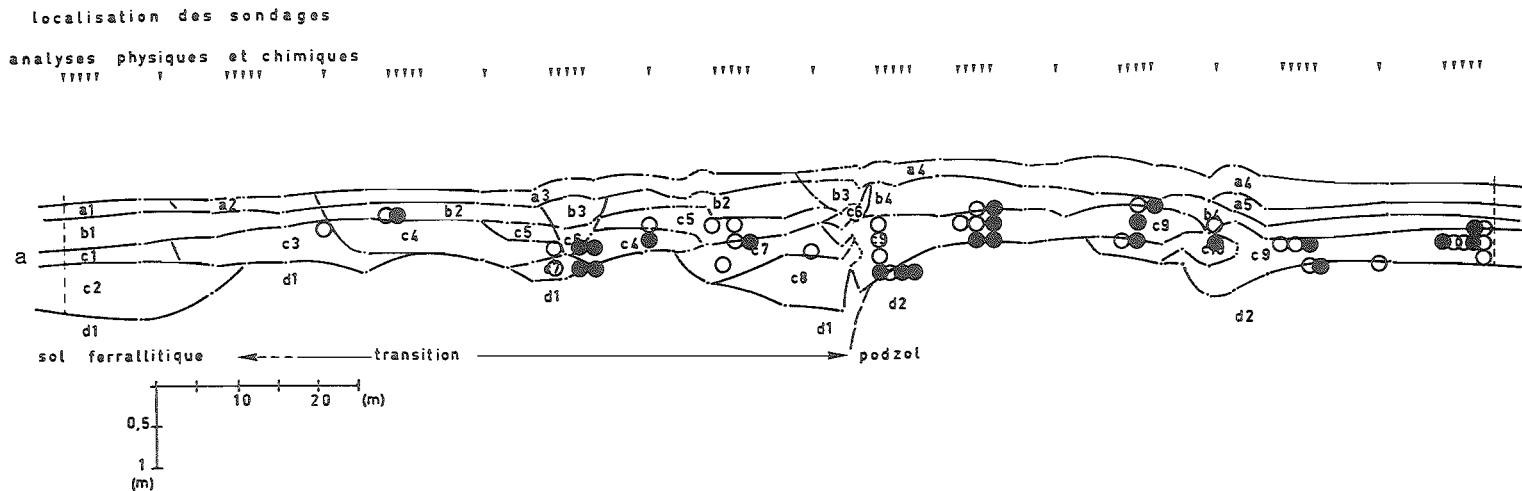 localisation des sondages
analyses physiques et chimiques
a4
a4
a3
b3
a1
a2
b2
b3
b2
b4
a5
c6
b1
c4
c5
c6
c4
c5
c7
c9
c9
b4
c9
a
c1
c3
c2
d1
c7
c8
d1
d1
d1
d2
d2
sol ferrallitique
transition
podzol
10
20
(m)
0,5
1
(m)